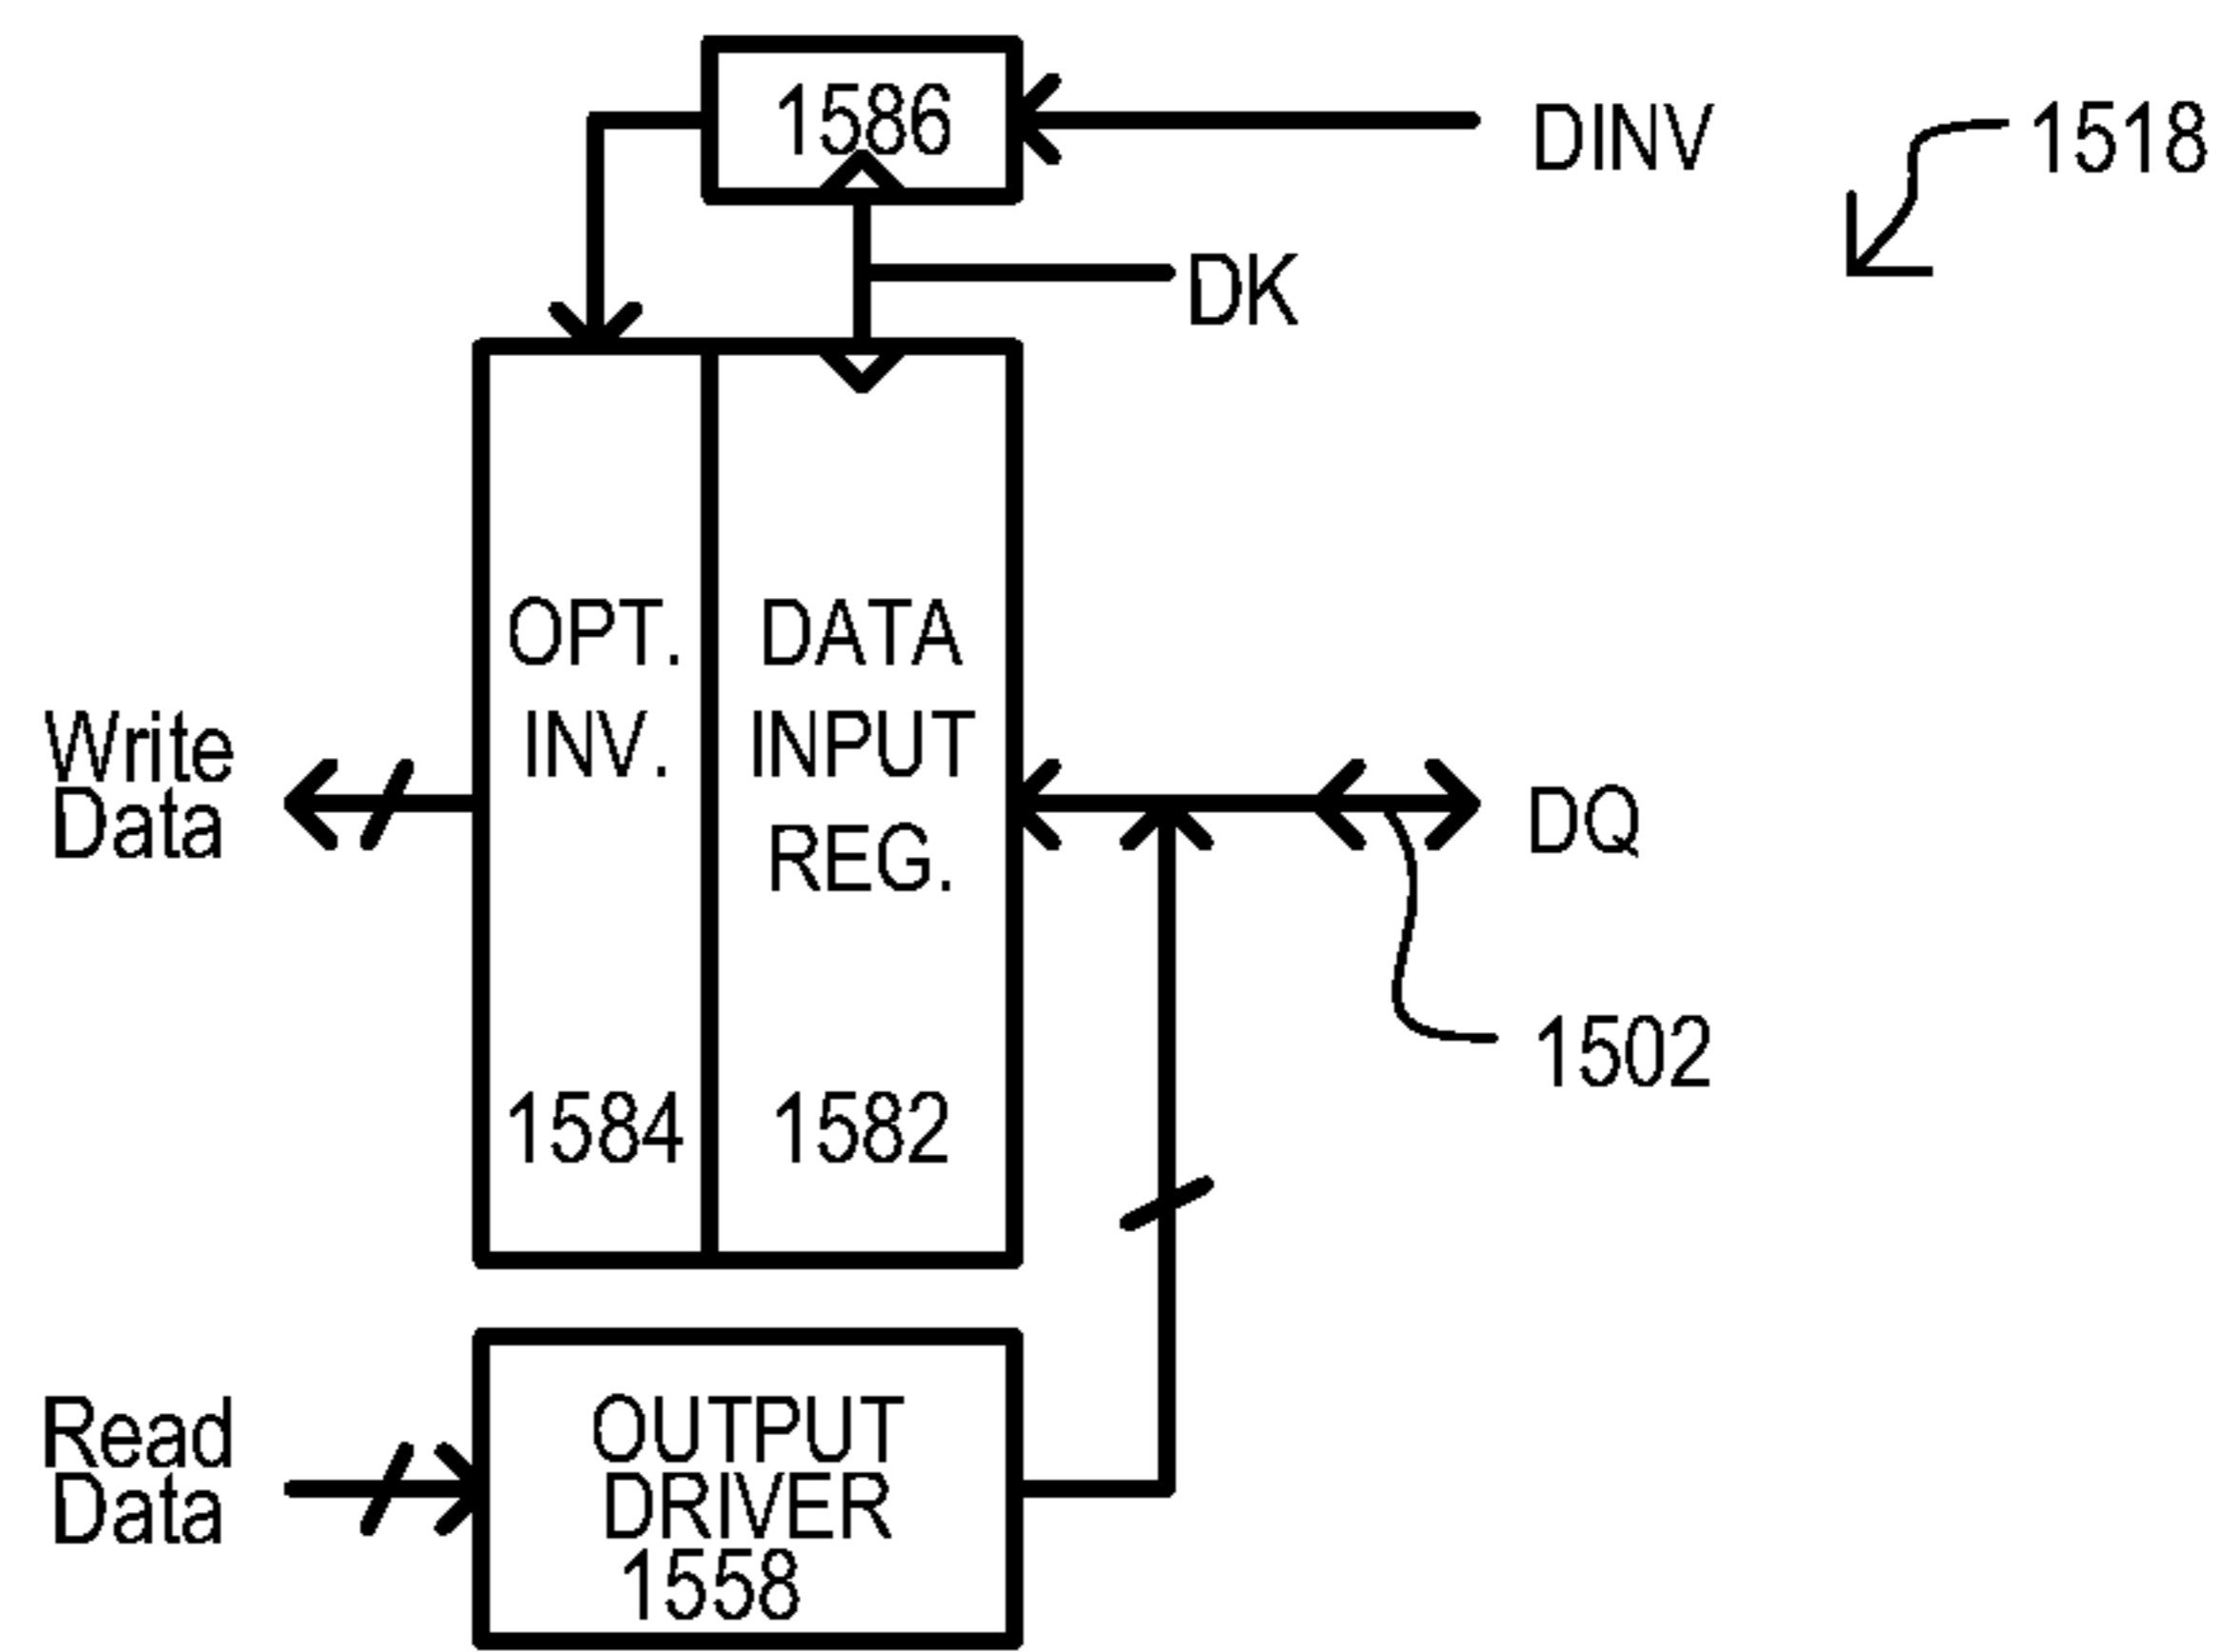 1586
DINV
1518
DK
OPT.
INV.
1584
DATA
INPUT
REG.
1582
Write
Data
DQ
1502
Read
Data
OUTPUT
DRIVER
1558